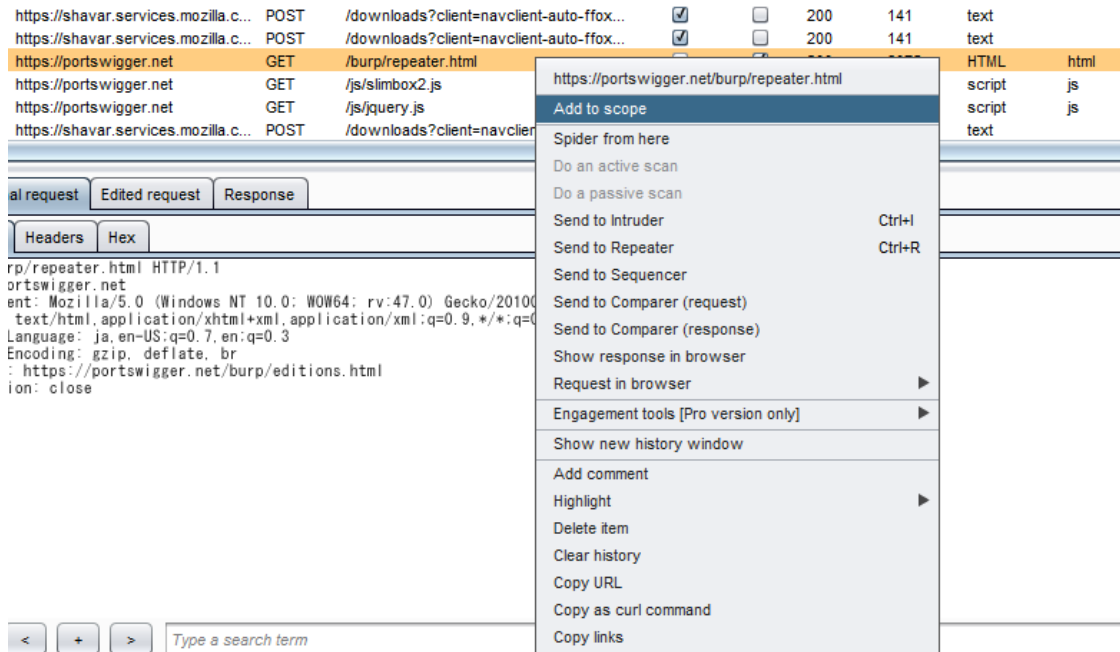 https://shavar.services.mozilla.c... POST /downloads?client=navclient-auto-ffox... 200 141 text
https://shavar.services.mozilla.c... POST /downloads?client=navclient-auto-ffox... 200 141 text
https://portswigger.net GET /burp/repeater.html HTML html
https://portswigger.net GET /js/slimbox2.js script js
https://portswigger.net GET /js/jquery.js script js
https://shavar.services.mozilla.c... POST /downloads?client=navclien text
https://portswigger.net/burp/repeater.html
Add to scope
Spider from here
Do an active scan
Do a passive scan
Send to Intruder Ctrl+I
Send to Repeater Ctrl+R
Send to Sequencer
Send to Comparer (request)
Send to Comparer (response)
Show response in browser
Request in browser
Engagement tools [Pro version only]
Show new history window
Add comment
Highlight
Delete item
Clear history
Copy URL
Copy as curl command
Copy links
al request Edited request Response
Headers Hex
rp/repeater.html HTTP/1.1
ortswigger.net
ent: Mozilla/5.0 (Windows NT 10.0; WOW64; rv:47.0) Gecko/2010
text/html,application/xhtml+xml,application/xml;q=0.9,*/*;q=
Language: ja,en-US;q=0.7,en;q=0.3
Encoding: gzip, deflate, br
: https://portswigger.net/burp/editions.html
ion: close
< + > Type a search term